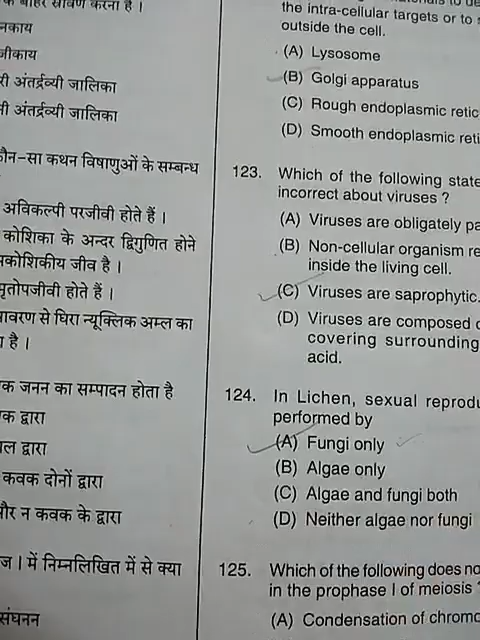 के बाहर स्रावण करना है ।
नकाय
जीकाय
री अंतर्द्रव्यी जालिका
नी अंतर्द्रव्यी जालिका
कौन-सा कथन विषाणुओं के सम्बन्ध
अविकल्पी परजीवी होते हैं ।
कोशिका के अन्दर द्विगुणित होने
कोशिकीय जीव है ।
मृतोपजीवी होते हैं ।
आवरण से घिरा न्यूक्लिक अम्ल का
है ।
क जनन का सम्पादन होता है
क द्वारा
ल द्वारा
कवक दोनों द्वारा
और न कवक के द्वारा
I में निम्नलिखित में से क्या
संघनन
the intra-cellular targets or to
outside the cell.
(A) Lysosome
(B) Golgi apparatus
(C) Rough endoplasmic retic
(D) Smooth endoplasmic reti
123. Which of the following state
incorrect about viruses ?
(A) Viruses are obligately pa
(B) Non-cellular organism re
inside the living cell.
(C) Viruses are saprophytic.
(D) Viruses are composed
covering surrounding
acid.
124. In Lichen, sexual reprodu
performed by
(A) Fungi only
(B) Algae only
(C) Algae and fungi both
(D) Neither algae nor fungi
125. Which of the following does no
in the prophase I of meiosis
(A) Condensation of chromo